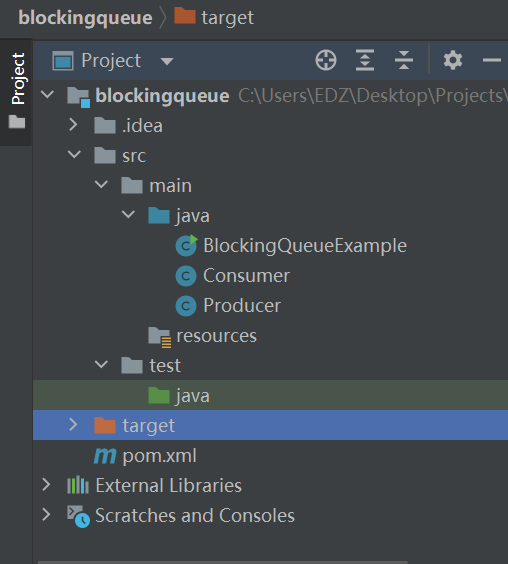 blockingqueue target
Project
Project
blockingqueue C:\Users\EDZ\Desktop\Projects\
.idea
src
main
java
BlockingQueueExample
Consumer
Producer
resources
test
java
target
pom.xml
External Libraries
Scratches and Consoles